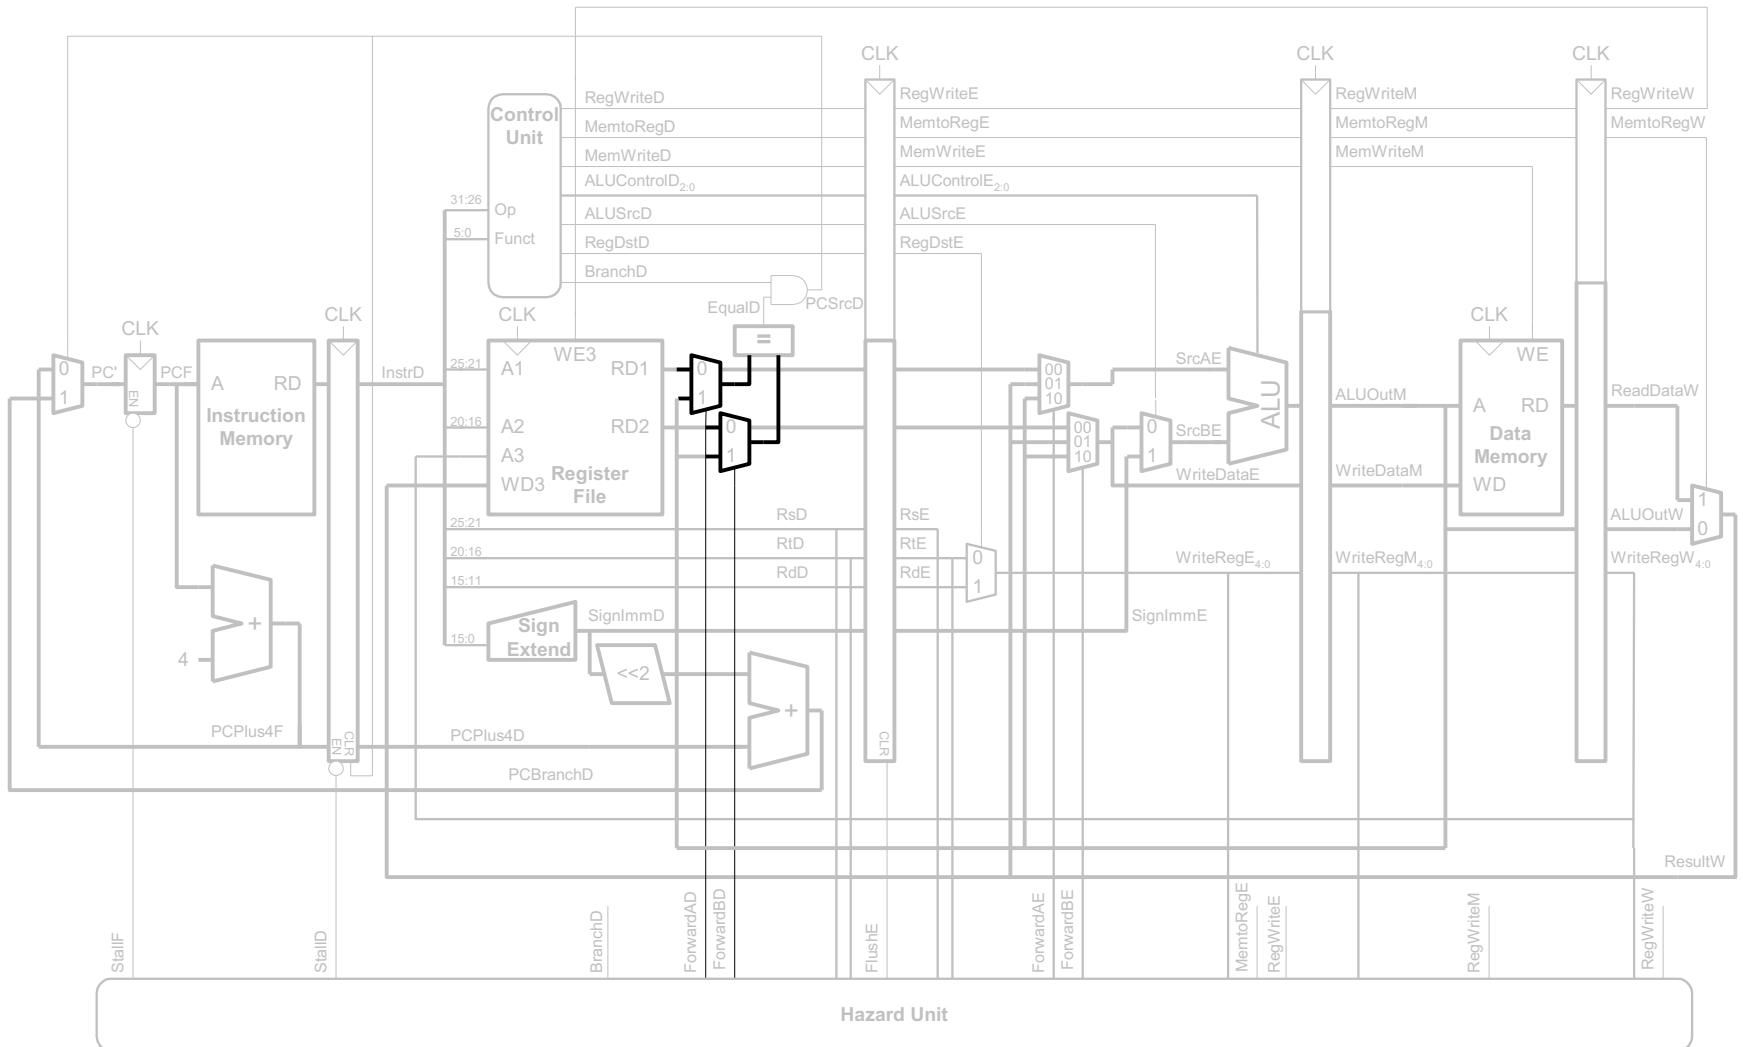 CLK
CLK
CLK
Control
Unit
RegWriteD
RegWriteE
RegWriteM
RegWriteW
MemtoRegD
MemtoRegE
MemtoRegM
MemtoRegW
MemWriteD
MemWriteE
MemWriteM
ALUControlD2:0
ALUControlE2:0
31:26
Op
ALUSrcD
ALUSrcE
5:0
Funct
RegDstD
RegDstE
BranchD
EqualD
PCSrcD
CLK
CLK
CLK
CLK
=
0
1
PC'
EN
PCF
A
RD
Instruction
Memory
InstrD
25:21
A1
WE3
RD1
20:16
A2
RD2
A3
WD3
Register
File
0
1
0
1
00
01
10
00
01
10
0
1
SrcAE
SrcBE
ALU
ALUOutM
WE
A
RD
Data
Memory
WD
ReadDataW
WriteDataE
WriteDataM
1
0
ALUOutW
25:21
RsD
RsE
20:16
RtD
RtE
15:11
RdD
RdE
0
1
WriteRegE4:0
WriteRegM4:0
WriteRegW4:0
SignImmD
SignImmE
Sign
Extend
15:0
<<2
+
4
+
PCPlus4F
EN
CLR
PCPlus4D
CLR
PCBranchD
ResultW
StallF
StallD
BranchD
ForwardAD
ForwardBD
FlushE
ForwardAE
ForwardBE
MemtoRegE
RegWriteE
RegWriteM
RegWriteW
Hazard Unit